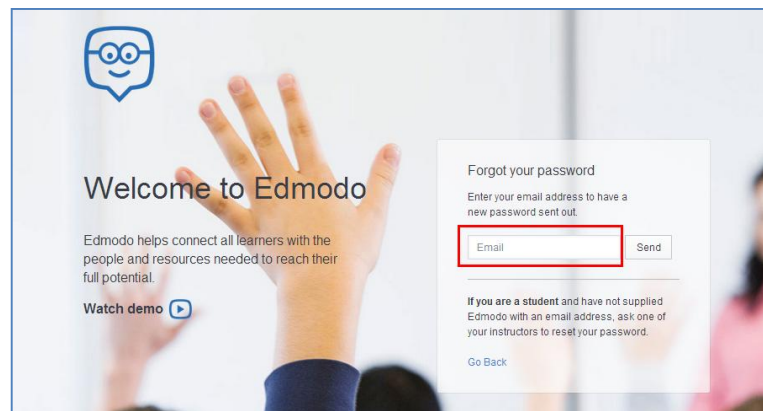 Welcome to Edmodo
Edmodo helps connect all learners with the
people and resources needed to reach their
full potential.
Watch demo
Forgot your password
Enter your email address to have a
new password sent out.
Email
Send
If you are a student and have not supplied
Edmodo with an email address, ask one of
your instructors to reset your password.
Go Back